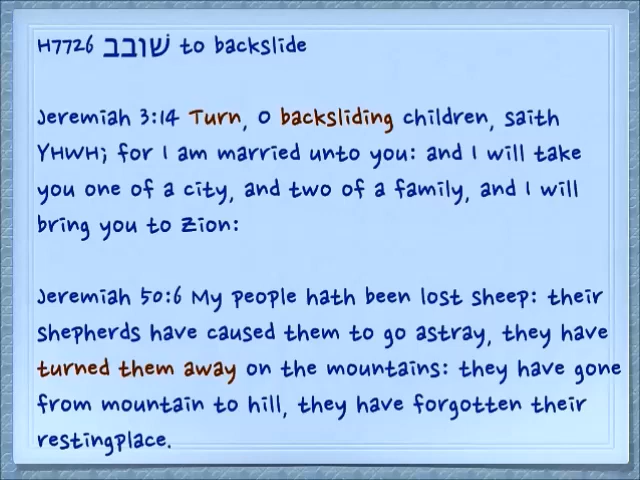 H7726 שׁובב to backslide
Jeremiah 3:14 Turn, O backsliding children, saith
YHWH; for I am married unto you: and I will take
you one of a city, and two of a family, and I will
bring you to Zion:
Jeremiah 50:6 My people hath been lost sheep: their
shepherds have caused them to go astray, they have
turned them away on the mountains: they have gone
from mountain to hill, they have forgotten their
restingplace.